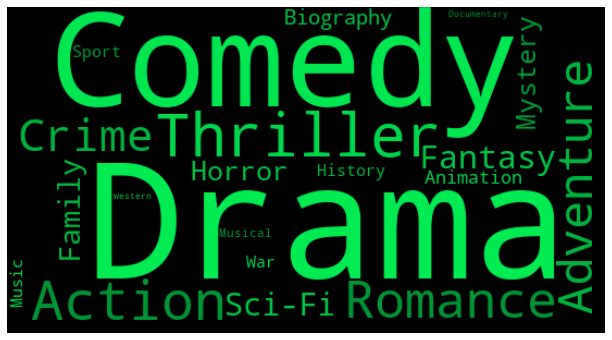 Biography
Documentary
Comedy
Sport
Mystery
Crime
Thriller
Fantasy
Adventure
Horror
History
Animation
Family
Drama
Western
Musical
War
Music
Action
Sci-Fi
Romance